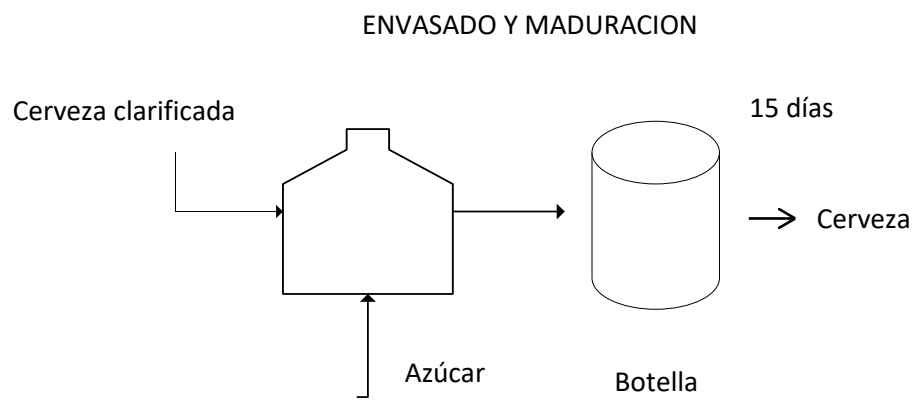 ENVASADO Y MADURACION
Cerveza clarificada
15 días
Cerveza
Azúcar
Botella